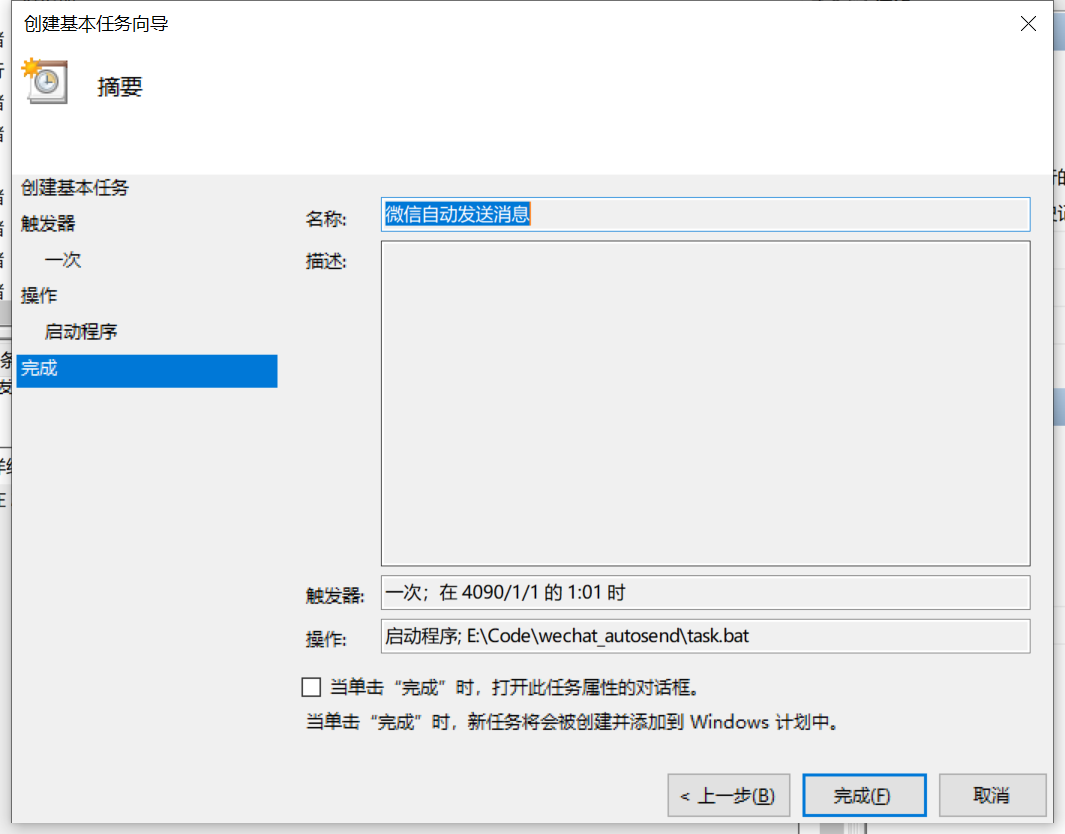 创建基本任务向导
摘要
创建基本任务
触发器
一次
操作
启动程序
完成
名称: 微信自动发送消息
描述:
触发器: 一次；在 4090/1/1 的 1:01 时
操作: 启动程序; E:\Code\wechat_autosend\task.bat
当单击“完成”时，打开此任务属性的对话框。
当单击“完成”时，新任务将会被创建并添加到 Windows 计划中。
< 上一步(B) 完成(F) 取消